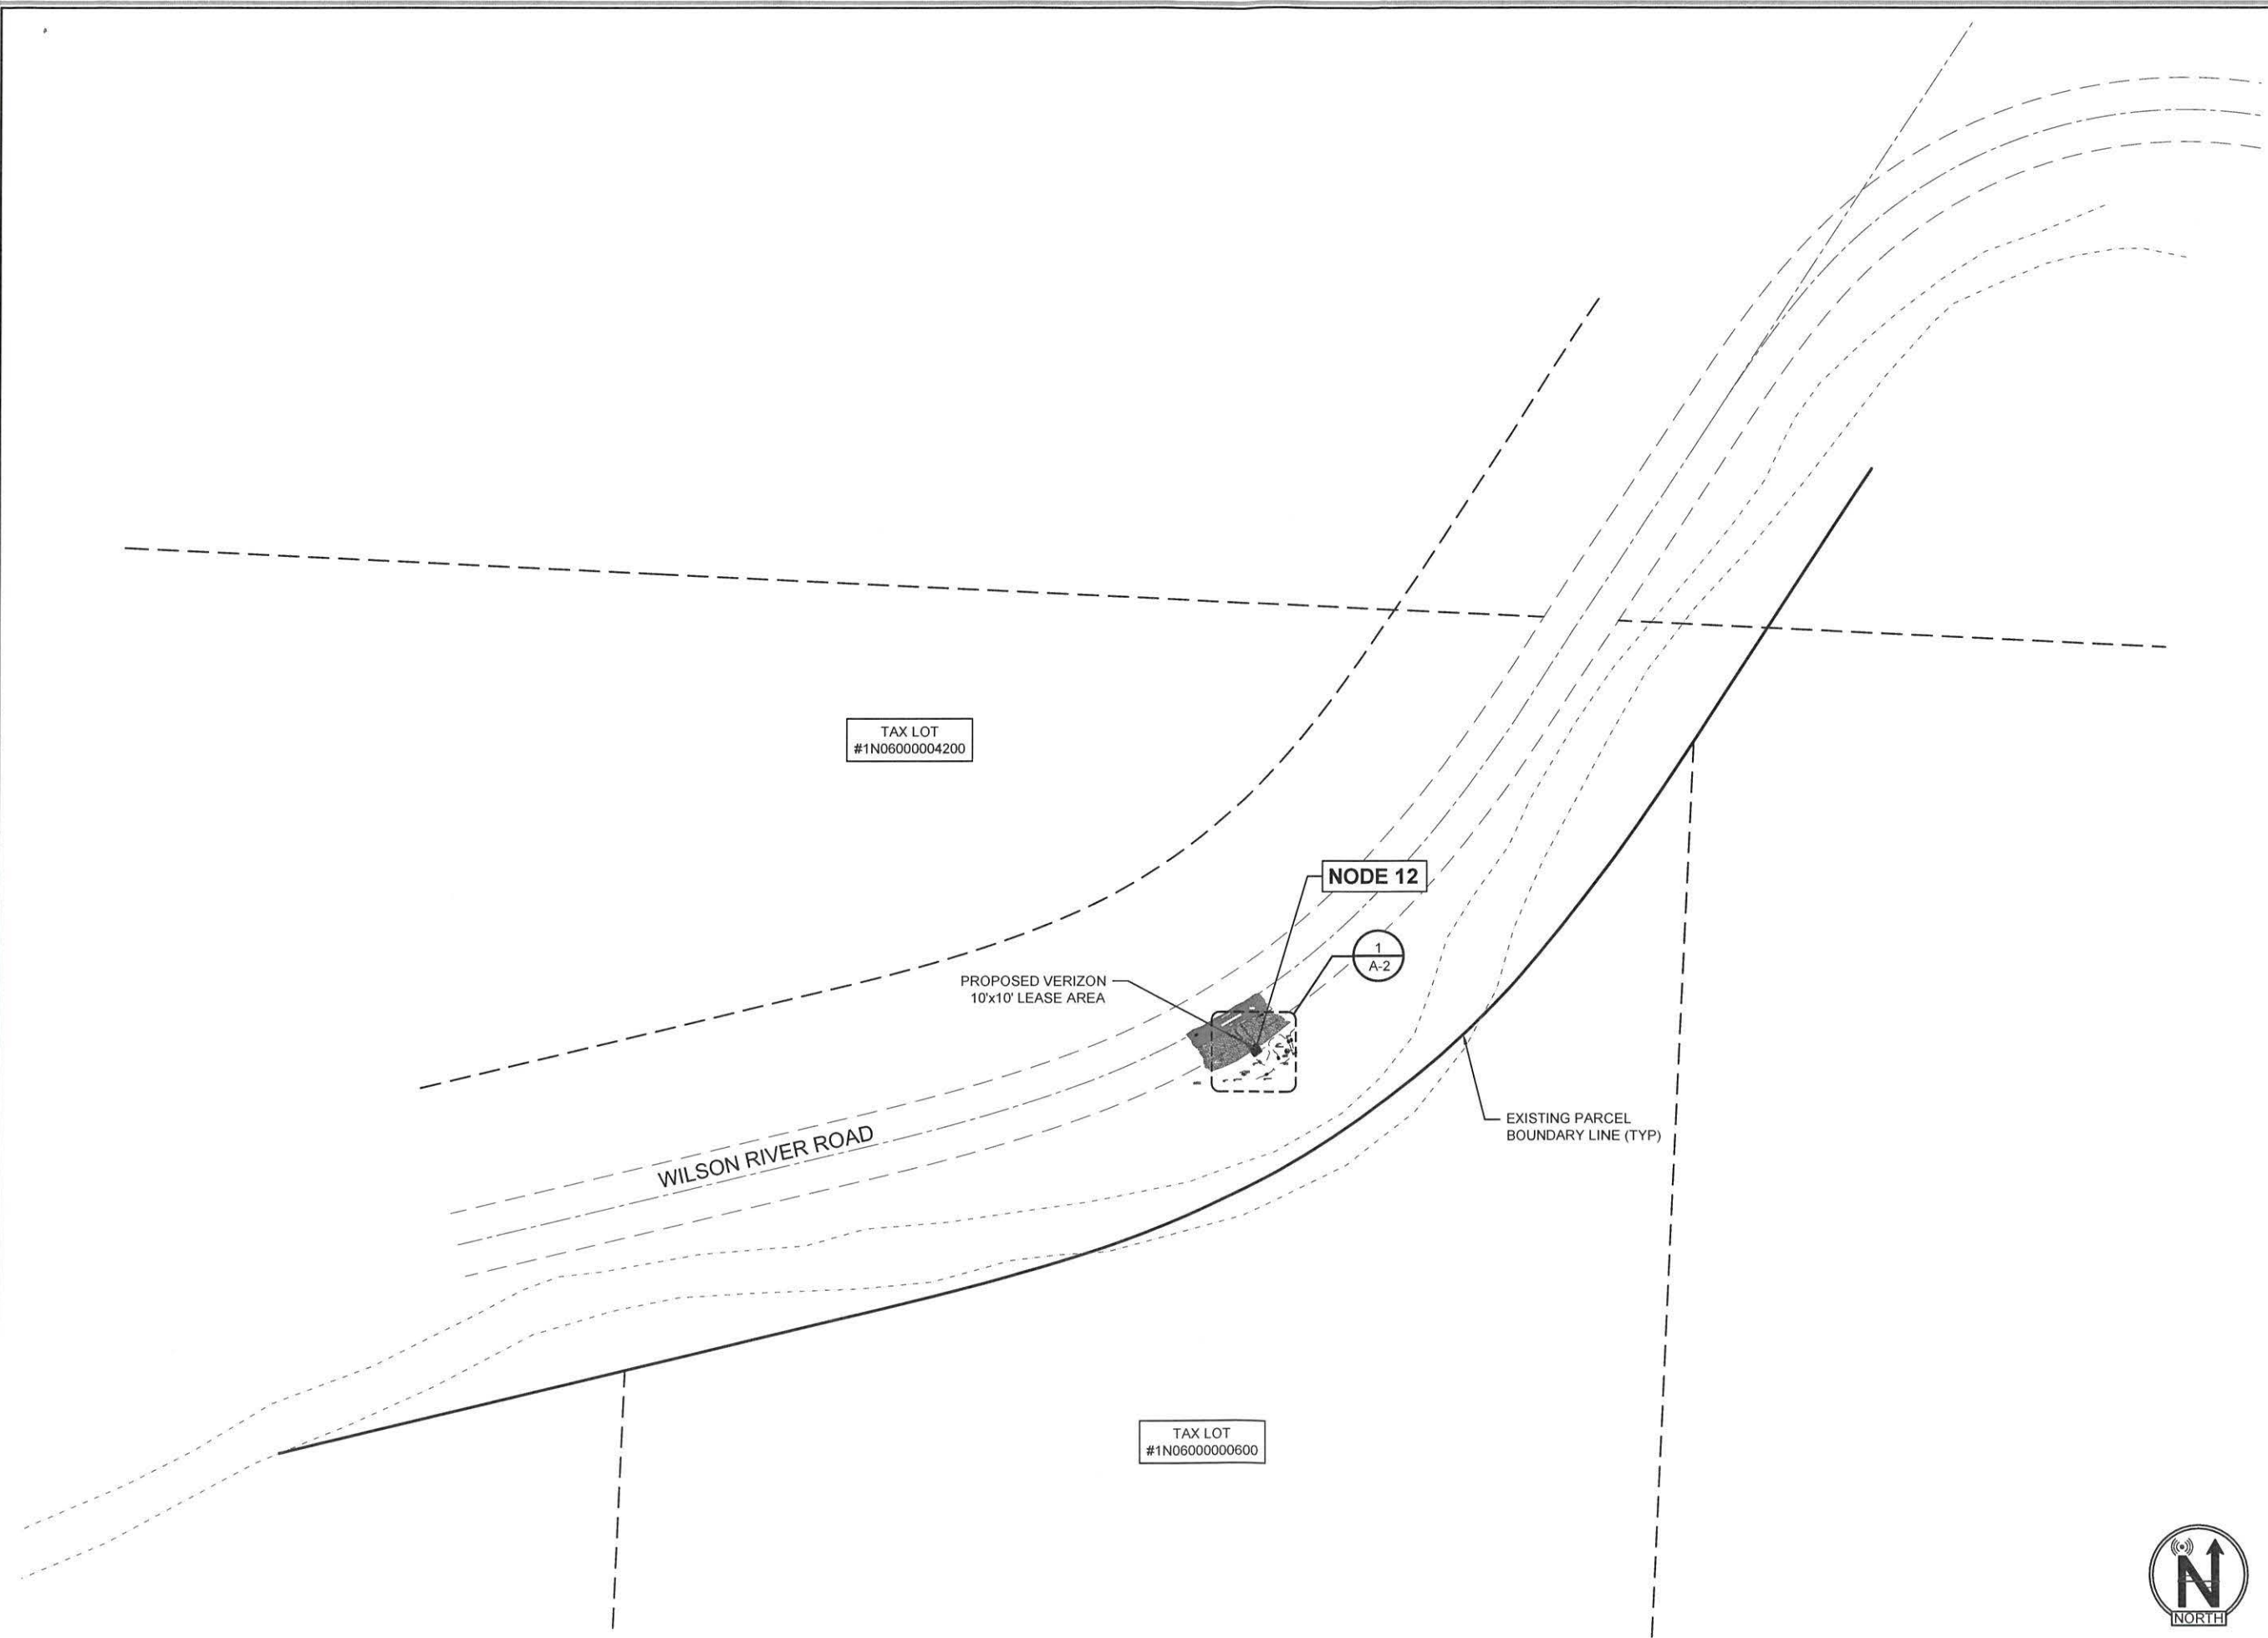 TAX LOT
#1N06000004200
NODE 12
1
A-2
PROPOSED VERIZON
10'x10' LEASE AREA
EXISTING PARCEL
BOUNDARY LINE (TYP)
WILSON RIVER ROAD
TAX LOT
#1N06000000600
N
NORTH